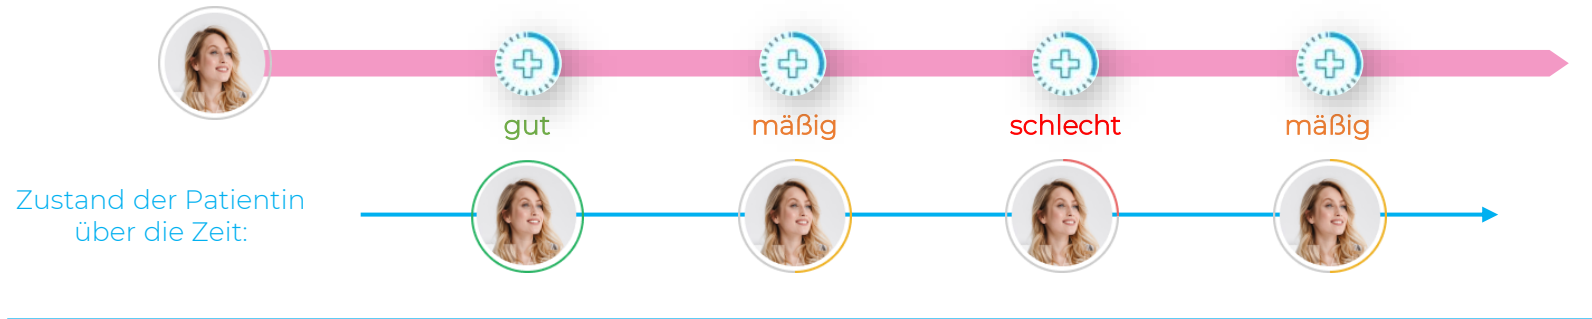 gut
mäßig
schlecht
mäßig
Zustand der Patientin
über die Zeit: